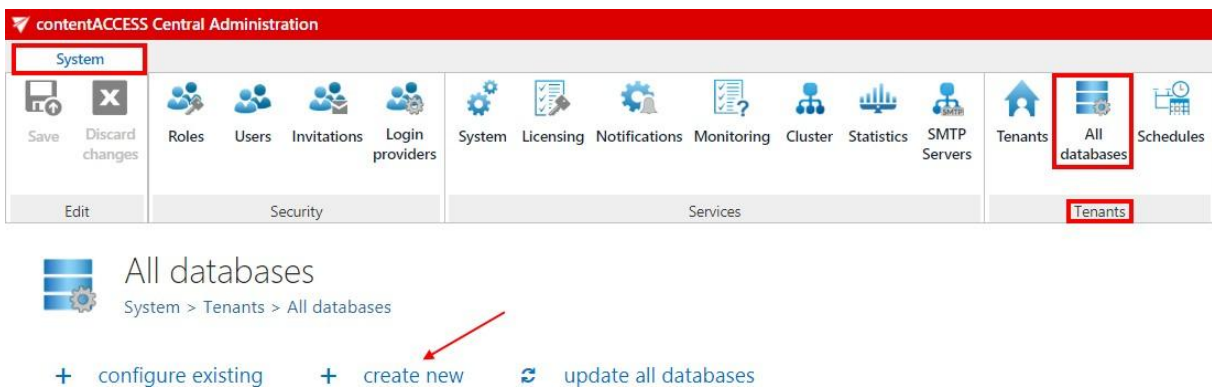 contentACCESS Central Administration
System
Save
Discard
changes
Roles
Users
Invitations
Login
providers
System
Licensing
Notifications
Monitoring
Cluster
Statistics
SMTP
SMTP
Servers
Tenants
All
databases
Schedules
Edit
Security
Services
Tenants
All databases
System > Tenants > All databases
+ configure existing
+ create new
update all databases